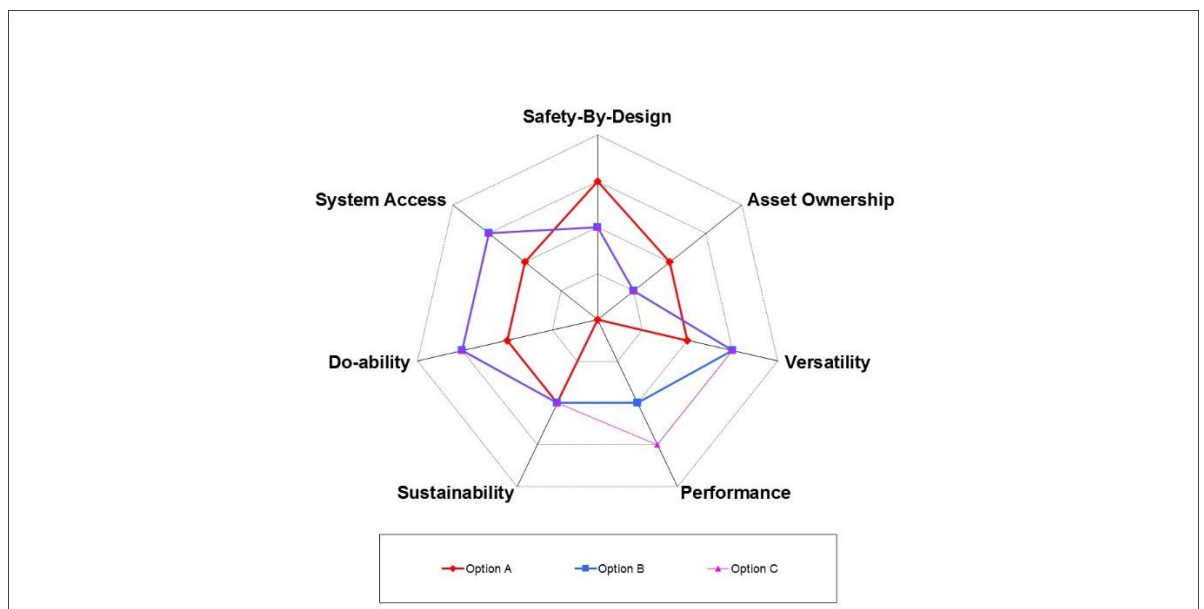 Safety-By-Design
System Access
Asset Ownership
Do-ability
Versatility
Sustainability
Performance
Option A
Option B
Option C